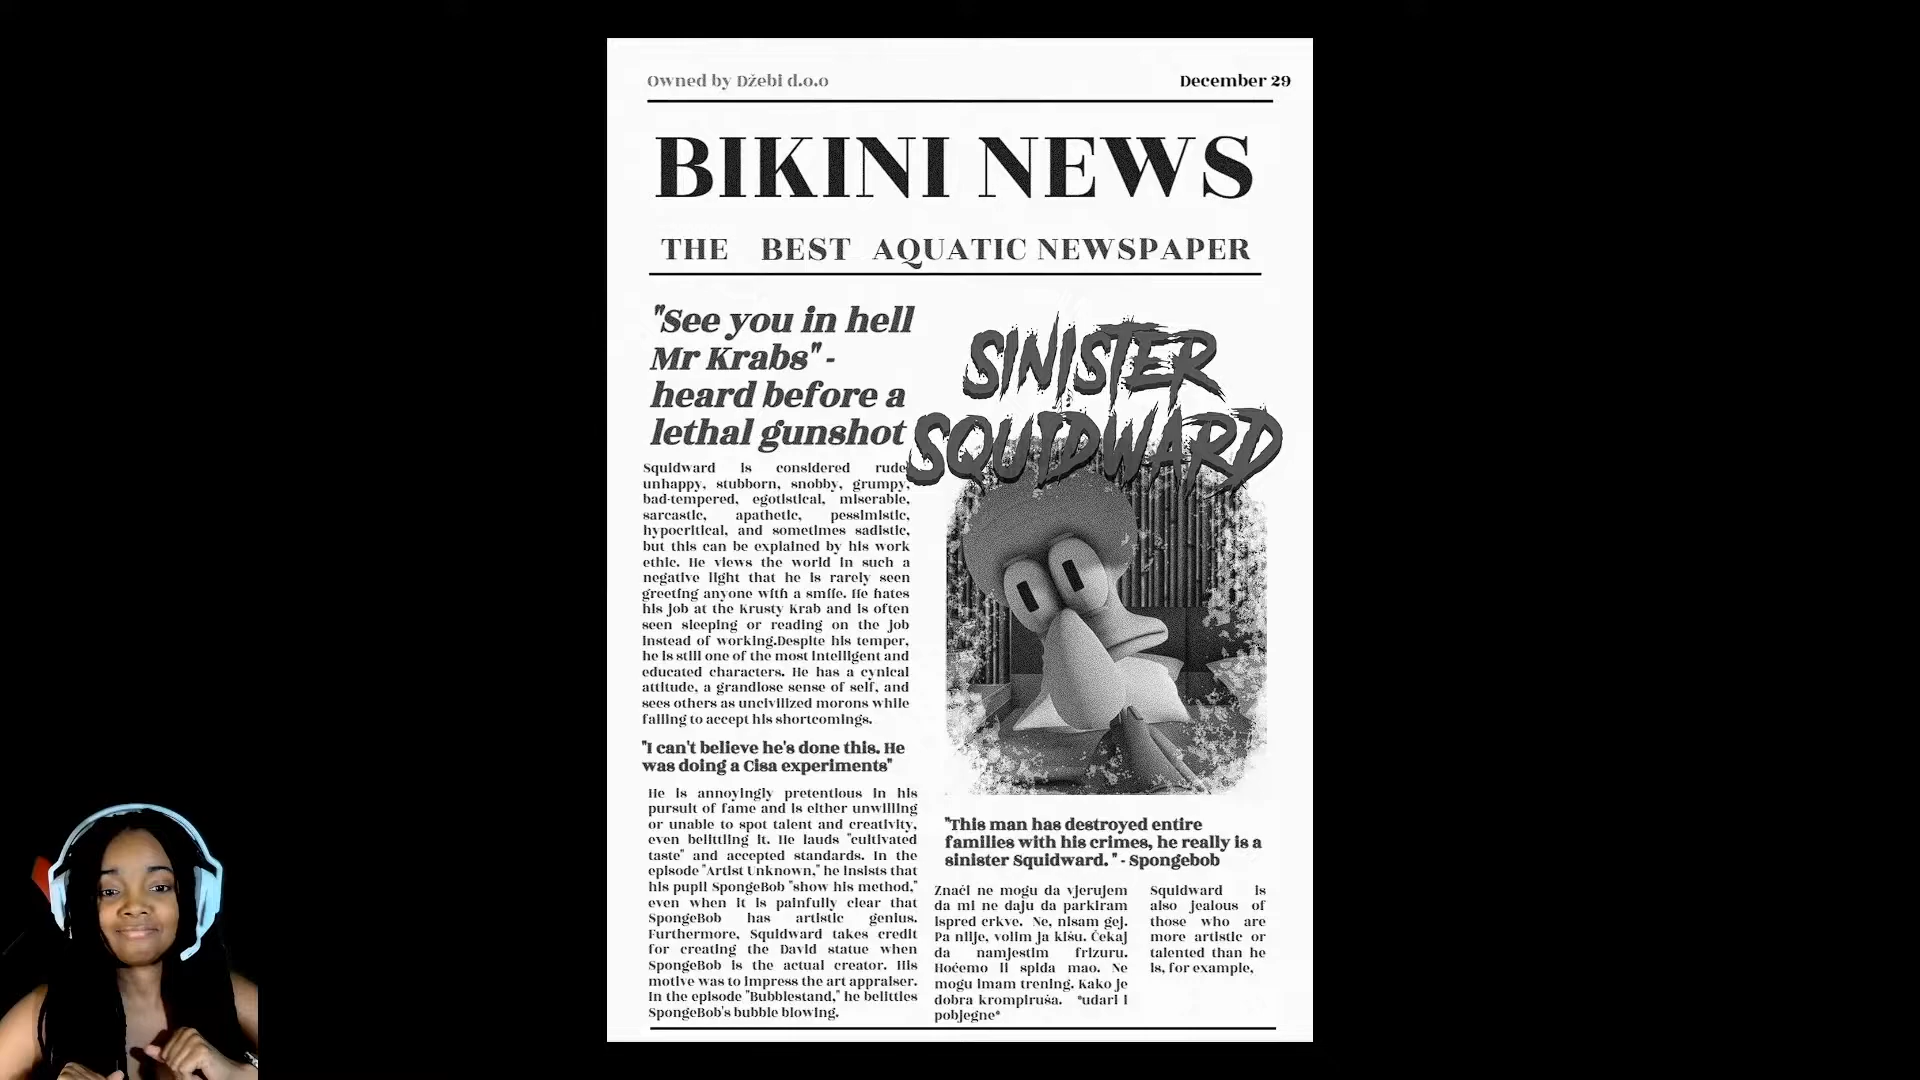 Owned by Džebi d.o.o
December 29
BIKINI NEWS
THE BEST AQUATIC NEWSPAPER
"See you in hell
Mr Krabs" -
heard before a
lethal gunshot
Squidward is considered rude,
unhappy, stubborn, snobby, grumpy,
bad-tempered, egotistical, miserable,
sarcastic, apathetic, pessimistic,
hypocritical, and sometimes sadistic,
but this can be explained by his work
ethic. He views the world in such a
negative light that he is rarely seen
greeting anyone with a smile. He hates
his job at the Krusty Krab and is often
seen sleeping or reading on the job
instead of working.Despite his temper,
he is still one of the most intelligent and
educated characters. He has a cynical
attitude, a grandiose sense of self, and
sees others as uncivilized morons while
failing to accept his shortcomings.
"I can't believe he's done this. He
was doing a Cisa experiments"
He is annoyingly pretentious in his
pursuit of fame and is either unwilling
or unable to spot talent and creativity,
even belittling it. He lauds "cultivated
taste" and accepted standards. In the
episode "Artist Unknown," he insists that
his pupil SpongeBob "show his method,"
even when it is painfully clear that
SpongeBob has artistic genius.
Furthermore, Squidward takes credit
for creating the David statue when
SpongeBob is the actual creator. His
motive was to impress the art appraiser.
In the episode "Bubblestand," he belittles
SpongeBob's bubble blowing.
SINISTER
SQUIDWARD
"This man has destroyed entire
families with his crimes, he really is a
sinister Squidward. " - Spongebob
Znači ne mogu da vjerujem
da mi ne daju da parkiram
ispred crkve. Ne, nisam gej.
Pa nije, volim ja kišu. Čekaj
da namjestim frizuru.
Hoćemo li spida mao. Ne
mogu imam trening. Kako je
dobra krompiruša. *udari i
pobjegne*
Squidward is
also jealous of
those who are
more artistic or
talented than he
is, for example,